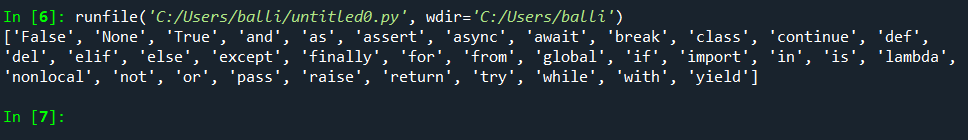 In [6]: runfile('C:/Users/balli/untitled0.py', wdir='C:/Users/balli')
['False', 'None', 'True', 'and', 'as', 'assert', 'async', 'await', 'break', 'class', 'continue', 'def',
'del', 'elif', 'else', 'except', 'finally', 'for', 'from', 'global', 'if', 'import', 'in', 'is', 'lambda',
'nonlocal', 'not', 'or', 'pass', 'raise', 'return', 'try', 'while', 'with', 'yield']
In [7]: